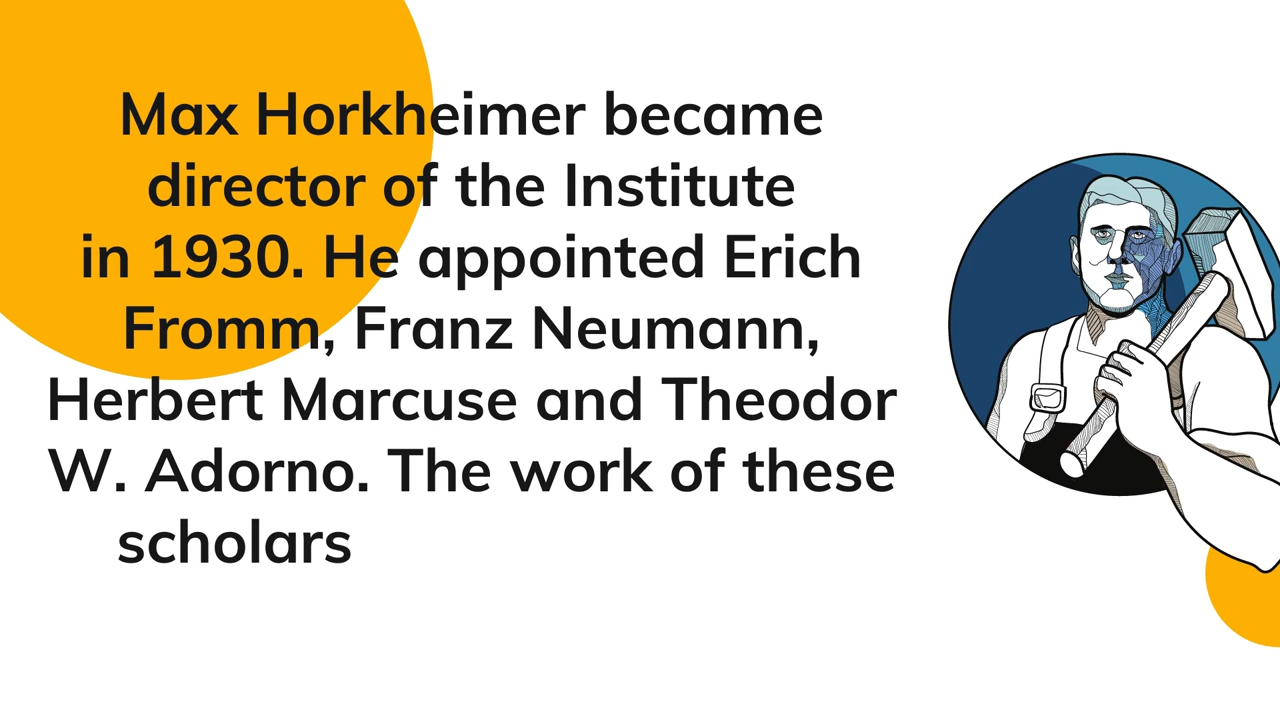 Max Horkheimer became
director of the Institute
in 1930. He appointed Erich
Fromm, Franz Neumann,
Herbert Marcuse and Theodor
W. Adorno. The work of these
scholars